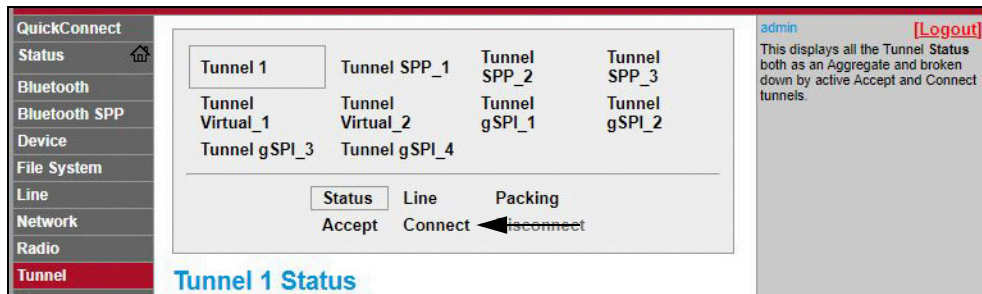 QuickConnect
Status
Bluetooth
Bluetooth SPP
Device
File System
Line
Network
Radio
Tunnel
Tunnel 1
Tunnel SPP_1
Tunnel
SPP_2
Tunnel
SPP_3
Tunnel
Virtual_1
Tunnel
Virtual_2
Tunnel
gSPI_1
Tunnel
gSPI_2
Tunnel gSPI_3
Tunnel gSPI_4
Status
Line
Packing
Accept
Connect
Disconnect
Tunnel 1 Status
admin
[Logout]
This displays all the Tunnel Status
both as an Aggregate and broken
down by active Accept and Connect
tunnels.